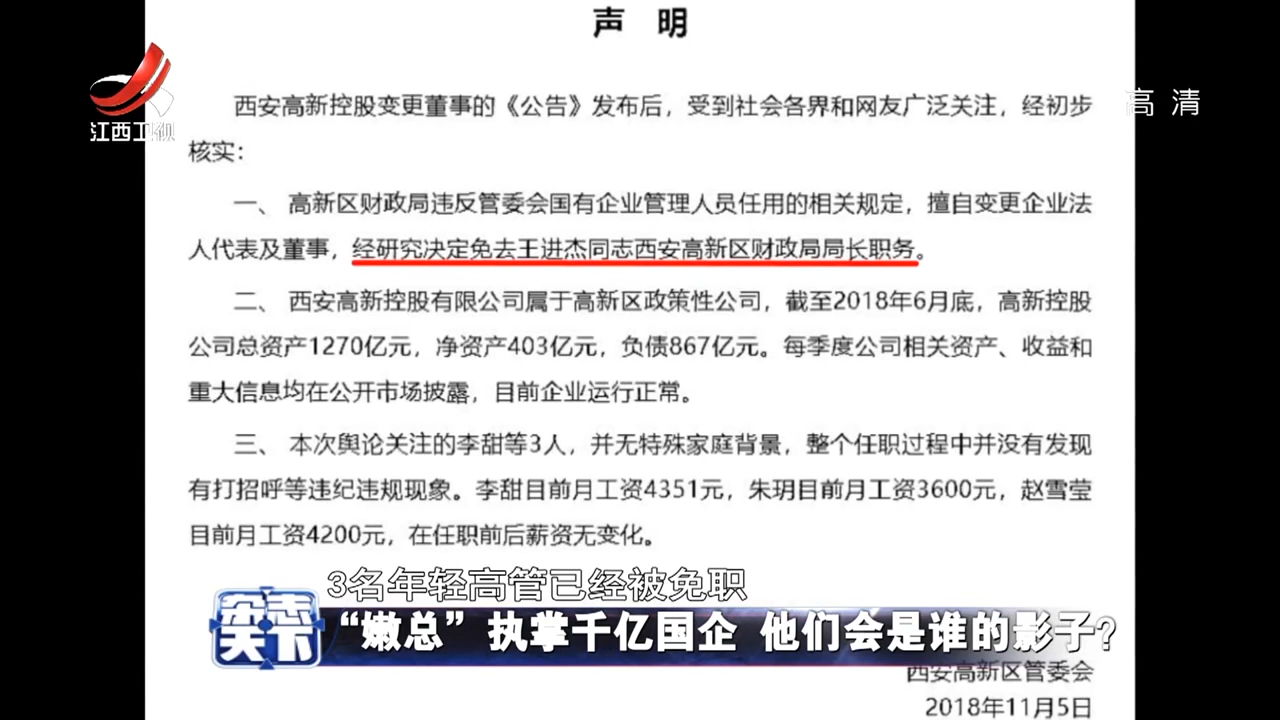 声 明
江西卫视
高清
西安高新控股变更董事的《公告》发布后，受到社会各界和网友广泛关注，经初步
核实：
一、 高新区财政局违反管委会国有企业管理人员任用的相关规定，擅自变更企业法
人代表及董事，经研究决定免去王进杰同志西安高新区财政局局长职务。
二、 西安高新控股有限公司属于高新区政策性公司，截至2018年6月底，高新控股
公司总资产1270亿元，净资产403亿元，负债867亿元。每季度公司相关资产、收益和
重大信息均在公开市场披露，目前企业运行正常。
三、 本次舆论关注的李甜等3人，并无特殊家庭背景，整个任职过程中并没有发现
有打招呼等违纪违规现象。李甜目前月工资4351元，朱玥目前月工资3600元，赵雪莹
目前月工资4200元，在任职前后薪资无变化。
3名年轻高管已经被免职
杂志天下
“嫩总”执掌千亿国企 他们会是谁的影子?
西安高新区管委会
2018年11月5日